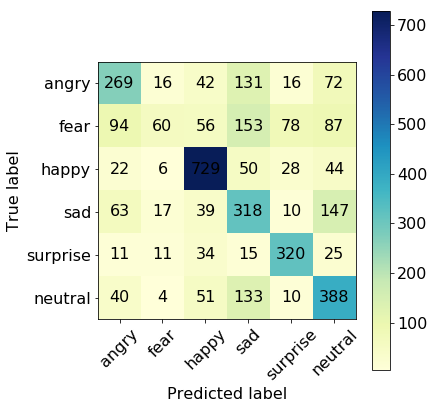 angry 269 16 42 131 16 72
fear 94 60 56 153 78 87
happy 22 6 729 50 28 44
sad 63 17 39 318 10 147
surprise 11 11 34 15 320 25
neutral 40 4 51 133 10 388
angry fear happy sad surprise neutral
True label
Predicted label
700
600
500
400
300
200
100